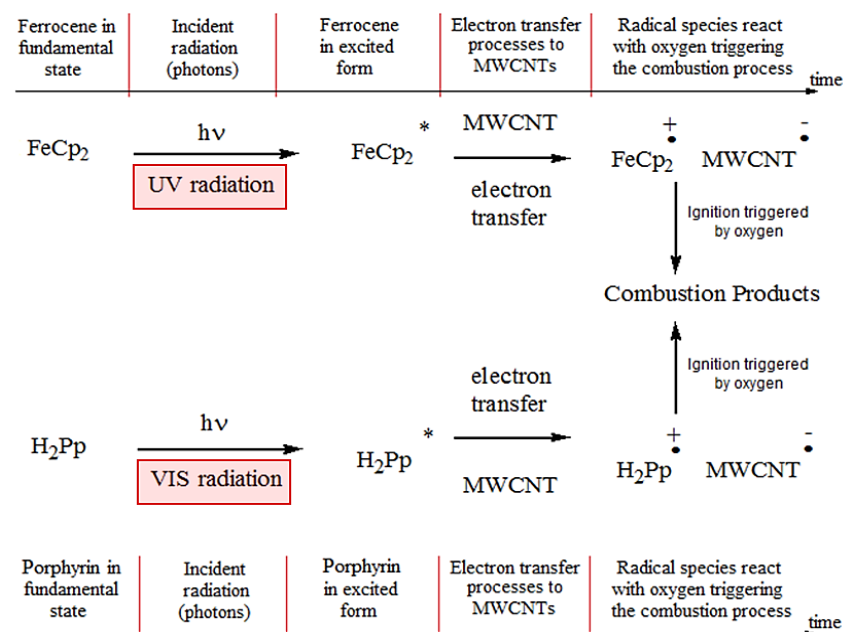 Ferrocene in
fundamental
state
Incident
radiation
(photons)
Ferrocene
in excited
form
Electron transfer
processes to
MWCNTs
Radical species react
with oxygen triggering
the combustion process
time
FeCp2
hν
UV radiation
FeCp2 *
MWCNT
electron
transfer
+
•
FeCp2
-
•
MWCNT
Ignition triggered
by oxygen
Combustion Products
Ignition triggered
by oxygen
H2Pp
hν
VIS radiation
H2Pp *
electron
transfer
MWCNT
+
•
H2Pp
-
•
MWCNT
Porphyrin in
fundamental
state
Incident
radiation
(photons)
Porphyrin
in excited
form
Electron transfer
processes to
MWCNTs
Radical species react
with oxygen triggering
the combustion process
time